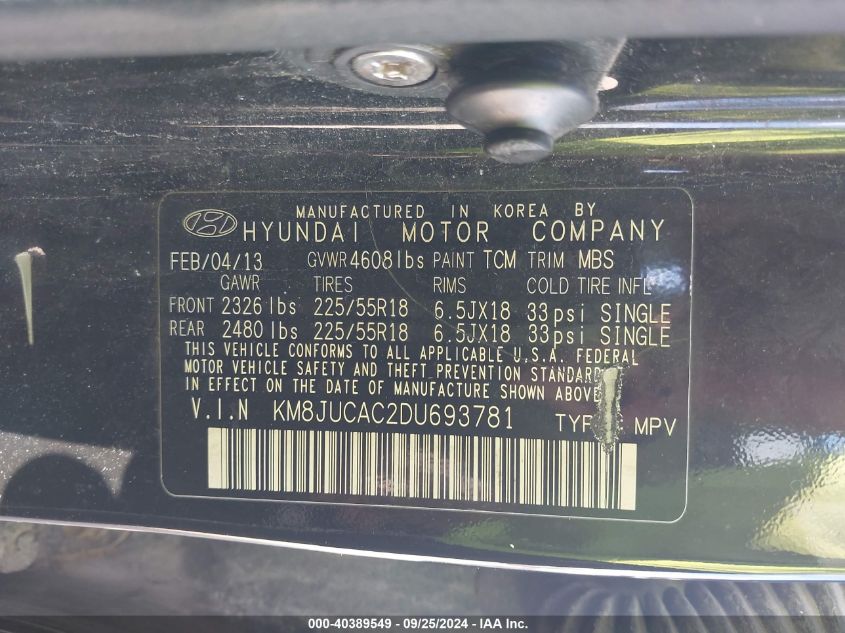 MANUFACTURED IN KOREA BY
HYUNDAI MOTOR COMPANY
FEB/04/13 GVWR 4608 lbs PAINT TCM TRIM MBS
GAWR TIRES RIMS COLD TIRE INFL
FRONT 2326 lbs 225/55R18 6.5JX18 33psi SINGLE
REAR 2480 lbs 225/55R18 6.5JX18 33psi SINGLE
THIS VEHICLE CONFORMS TO ALL APPLICABLE U.S.A. FEDERAL
MOTOR VEHICLE SAFETY AND THEFT PREVENTION STANDARDS
IN EFFECT ON THE DATE OF MANUFACTURE SHOWN ABOVE
V.I.N KM8JUCAC2DU693781 TYPE: MPV
000-40389549 - 09/25/2024 - IAA Inc.